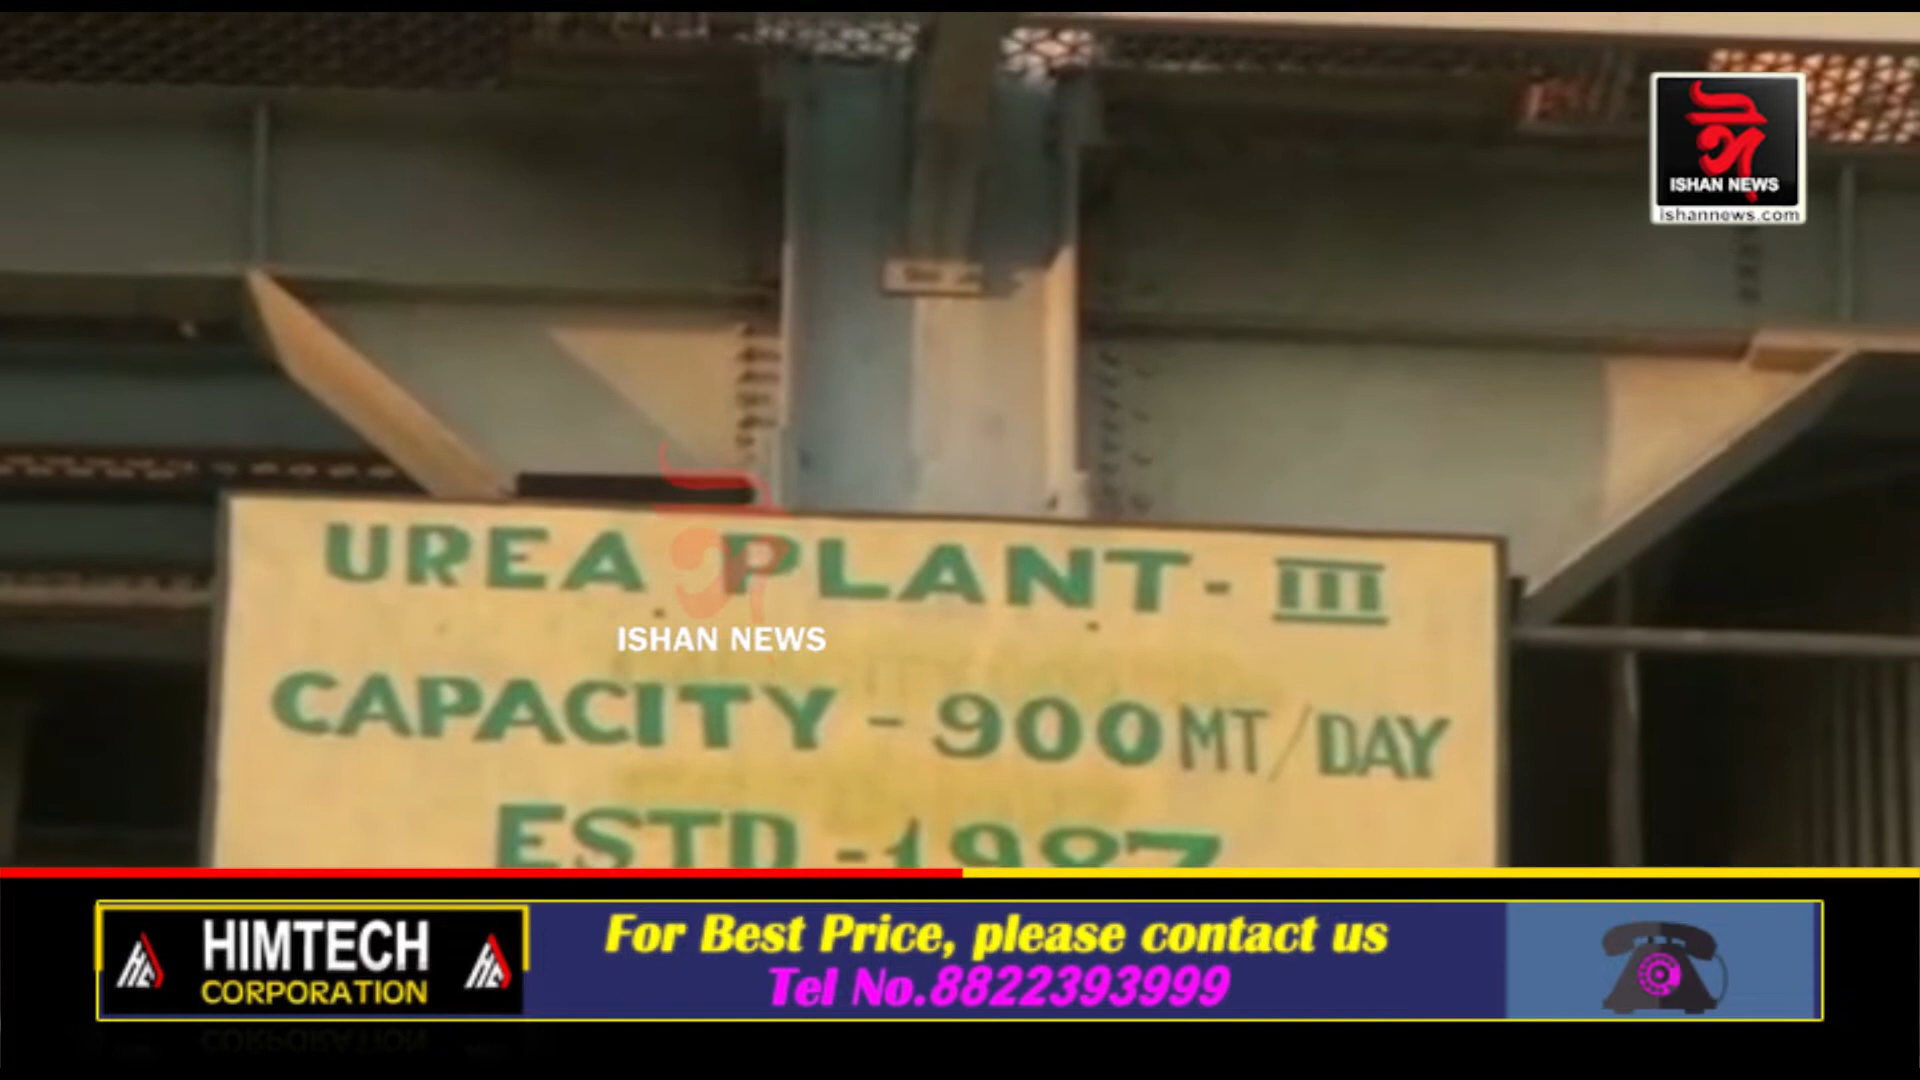 ISHAN NEWS
ishannews.com
UREA PLANT - III
ISHAN NEWS
CAPACITY - 900 MT/DAY
ESTD - 1987
HIMTECH
CORPORATION
For Best Price, please contact us
Tel No.8822393999